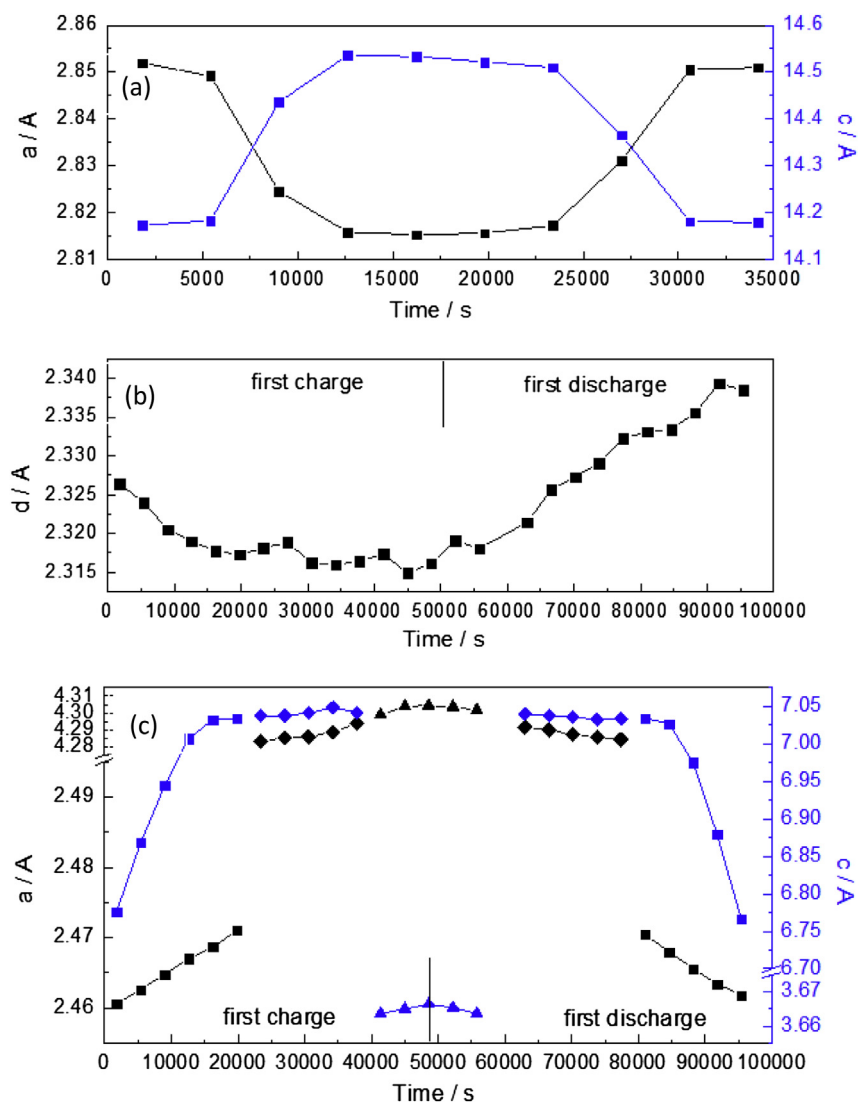 2.86
2.85
2.84
2.83
2.82
2.81
a / A
(a)
14.6
14.5
14.4
14.3
14.2
14.1
c / A
0 5000 10000 15000 20000 25000 30000 35000
Time / s
2.340
2.335
2.330
2.325
2.320
2.315
d / A
(b)
first charge
first discharge
0 10000 20000 30000 40000 50000 60000 70000 80000 90000 100000
Time / s
4.31
4.30
4.29
4.28
2.49
2.48
2.47
2.46
a / A
(c)
7.05
7.00
6.95
6.90
6.85
6.80
6.75
6.70
3.67
3.66
c / A
first charge
first discharge
0 10000 20000 30000 40000 50000 60000 70000 80000 90000 100000
Time / s